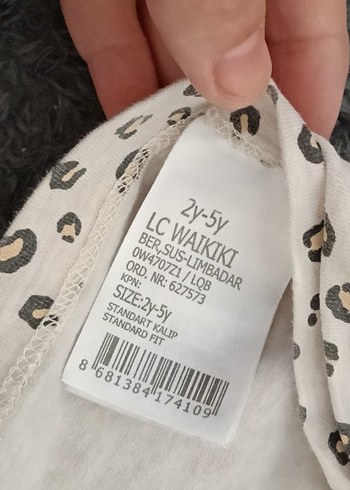 2y-5y
LC WAIKIKI
BER,SUS-LIMBADAR
0W4707Z1 / LQB
ORD. NR: 627573
KPN:
SIZE:2y-5y
STANDART KALIP
STANDARD FIT
8 681384 174109